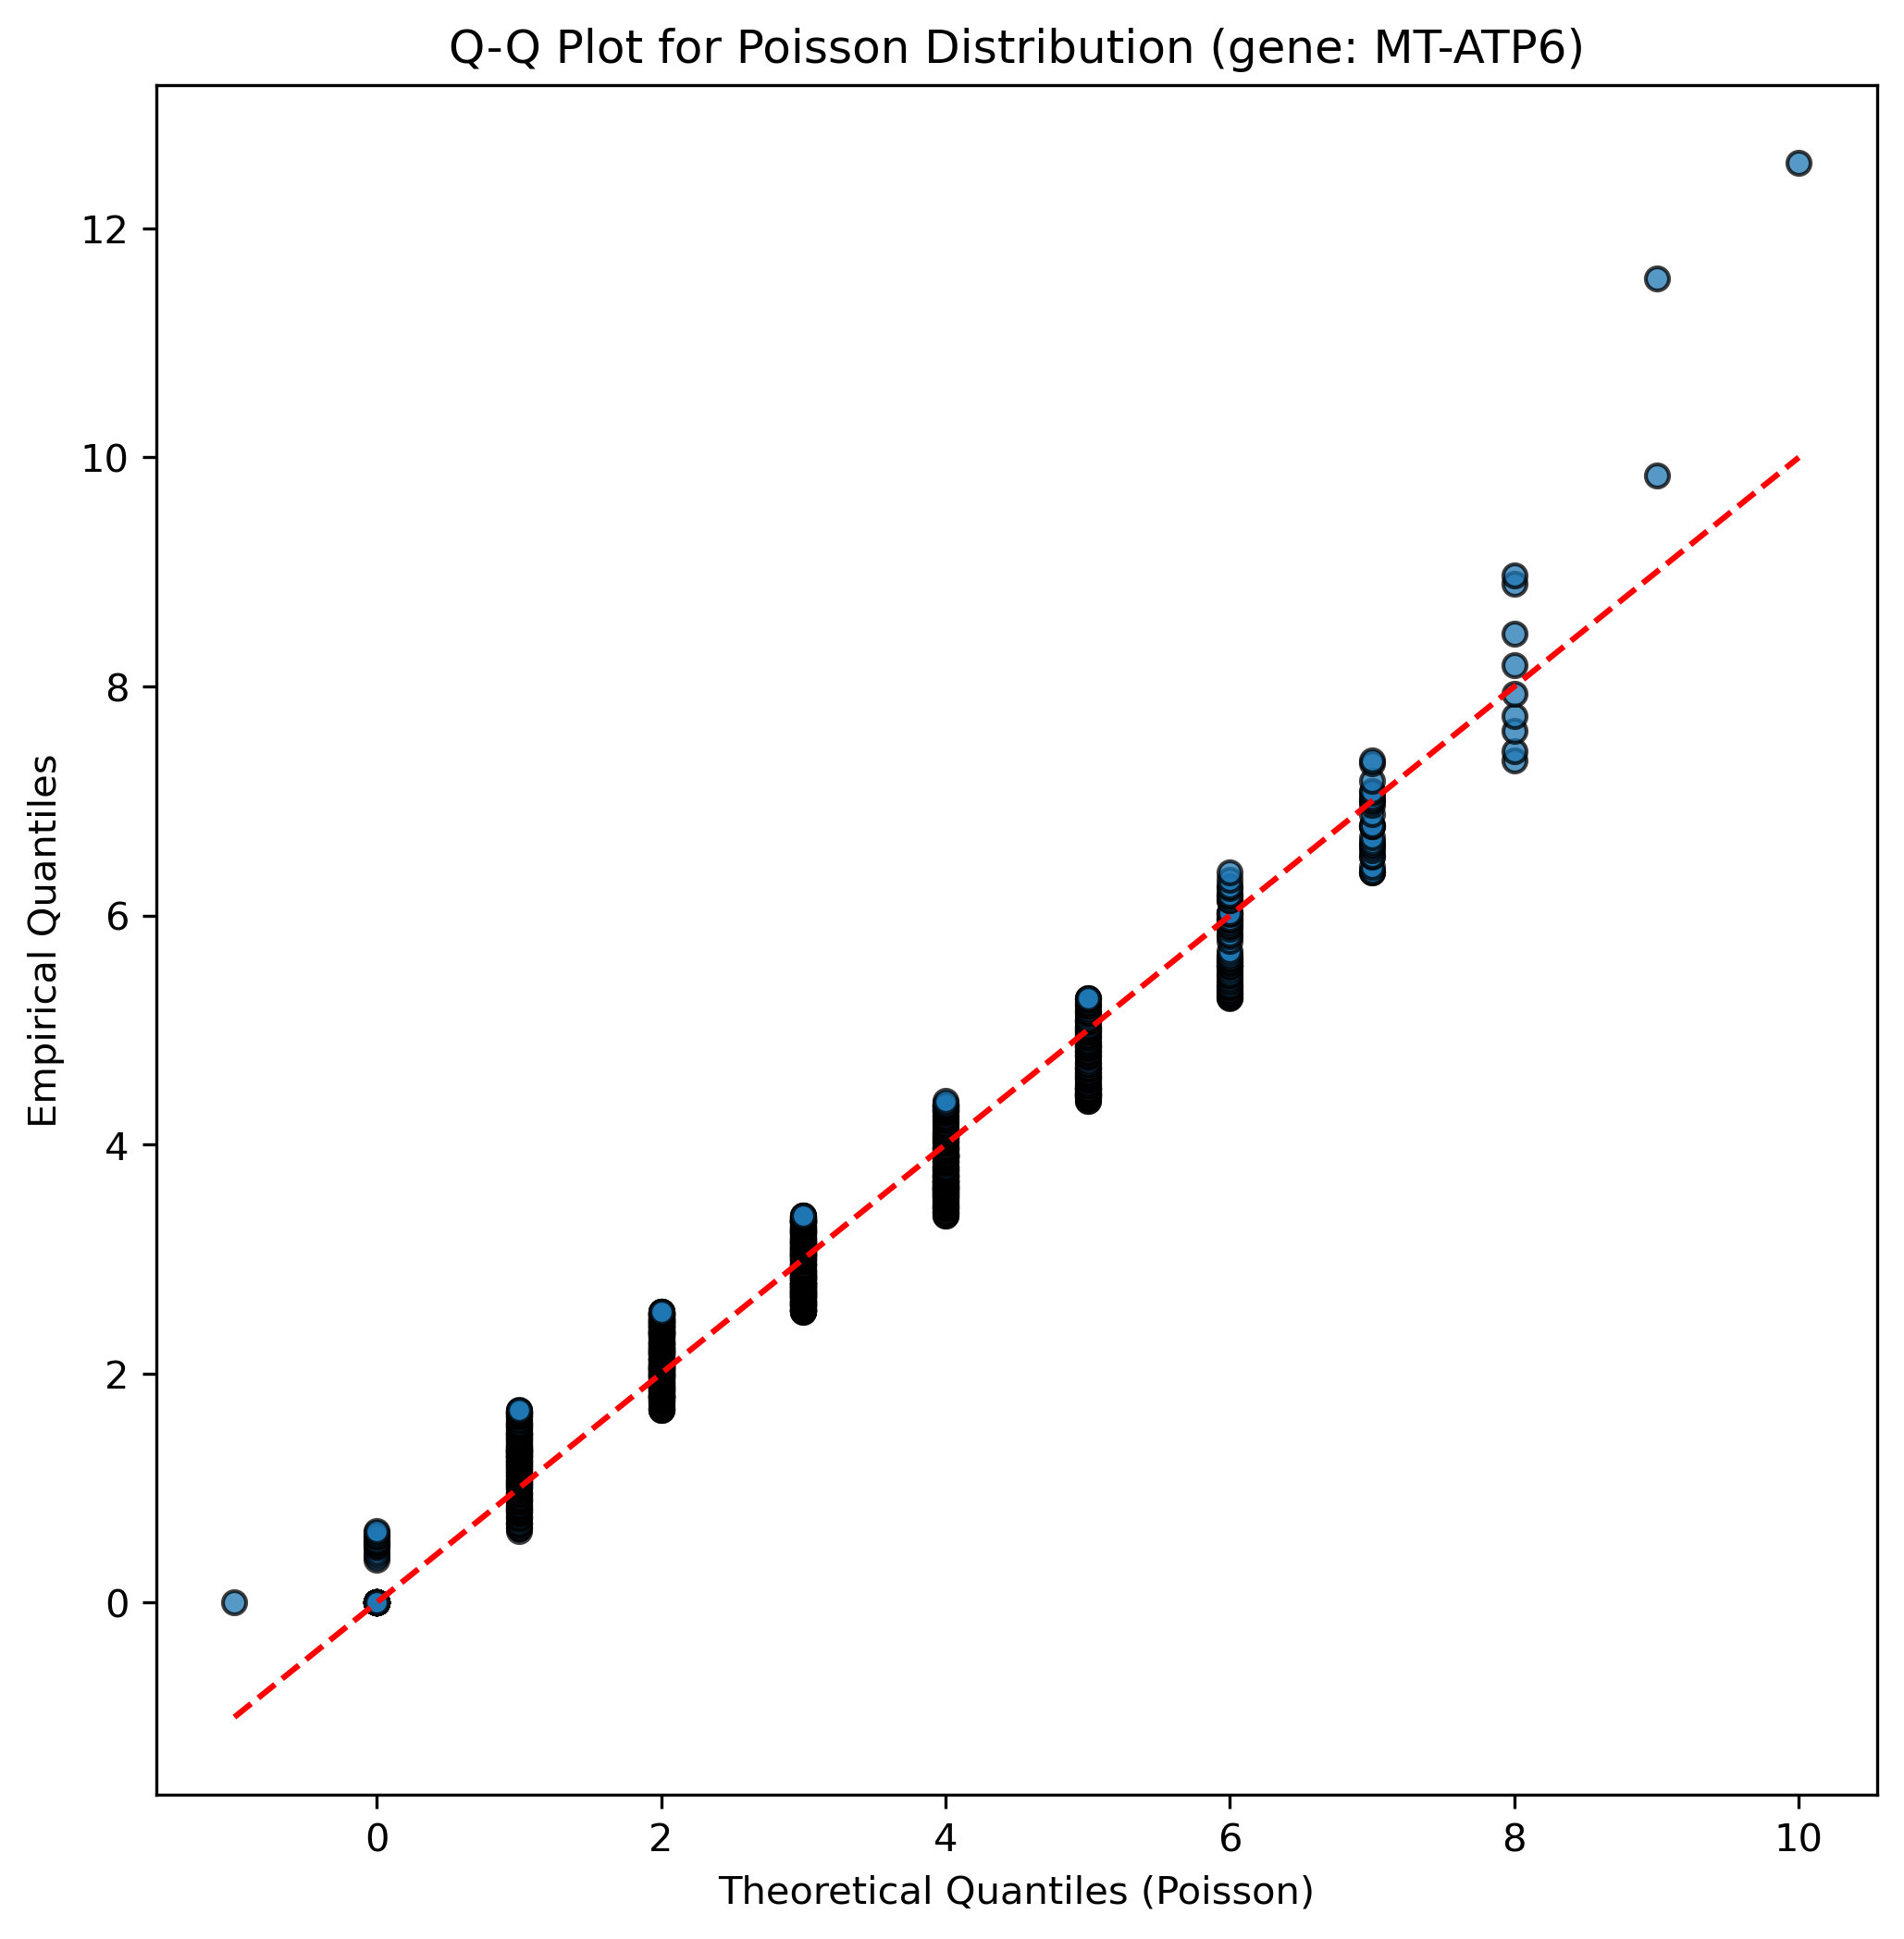 Q-Q Plot for Poisson Distribution (gene: MT-ATP6)
Empirical Quantiles
12
10
8
6
4
2
0
0 2 4 6 8 10
Theoretical Quantiles (Poisson)